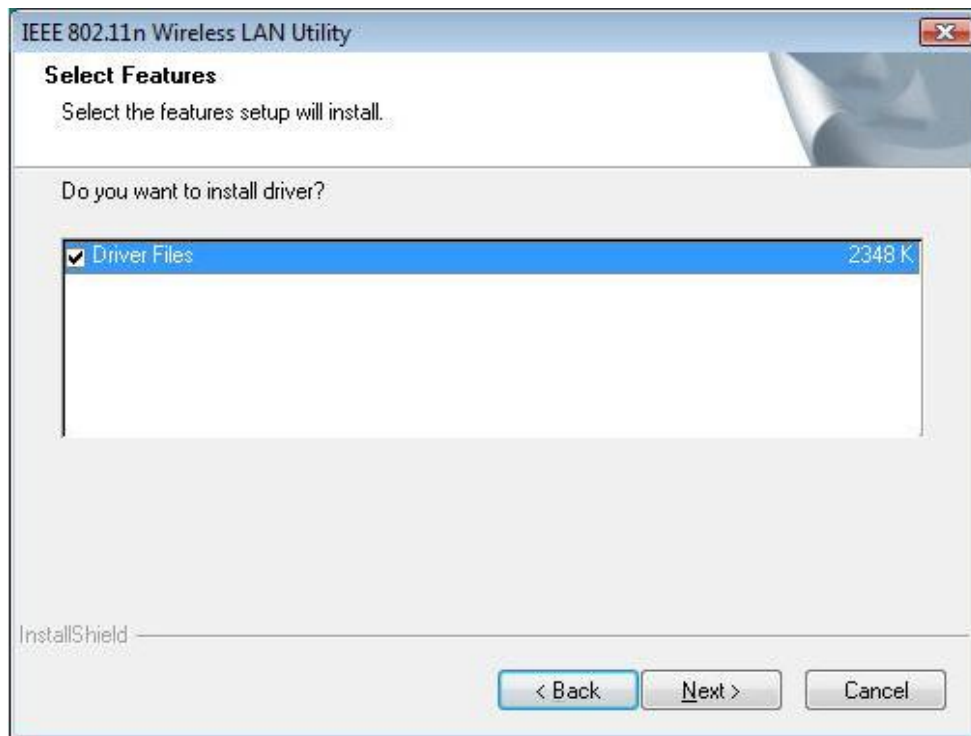 IEEE 802.11n Wireless LAN Utility
Select Features
Select the features setup will install.
Do you want to install driver?
Driver Files 2348 K
InstallShield
< Back Next > Cancel